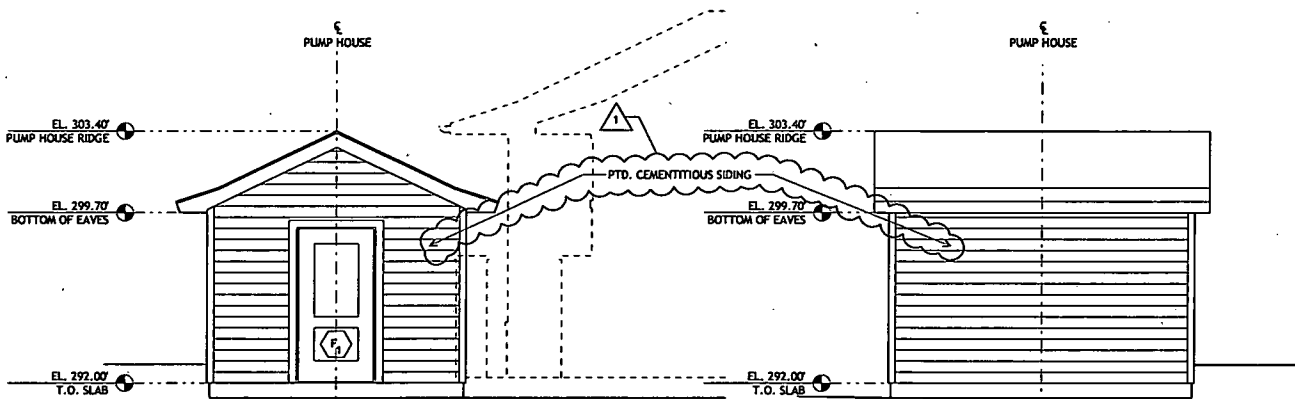 ℄
PUMP HOUSE
℄
PUMP HOUSE
1
EL. 303.40'
PUMP HOUSE RIDGE
EL. 303.40'
PUMP HOUSE RIDGE
PTD. CEMENTITIOUS SIDING
EL. 299.70'
BOTTOM OF EAVES
EL. 299.70'
BOTTOM OF EAVES
EL. 292.00'
T.O. SLAB
EL. 292.00'
T.O. SLAB